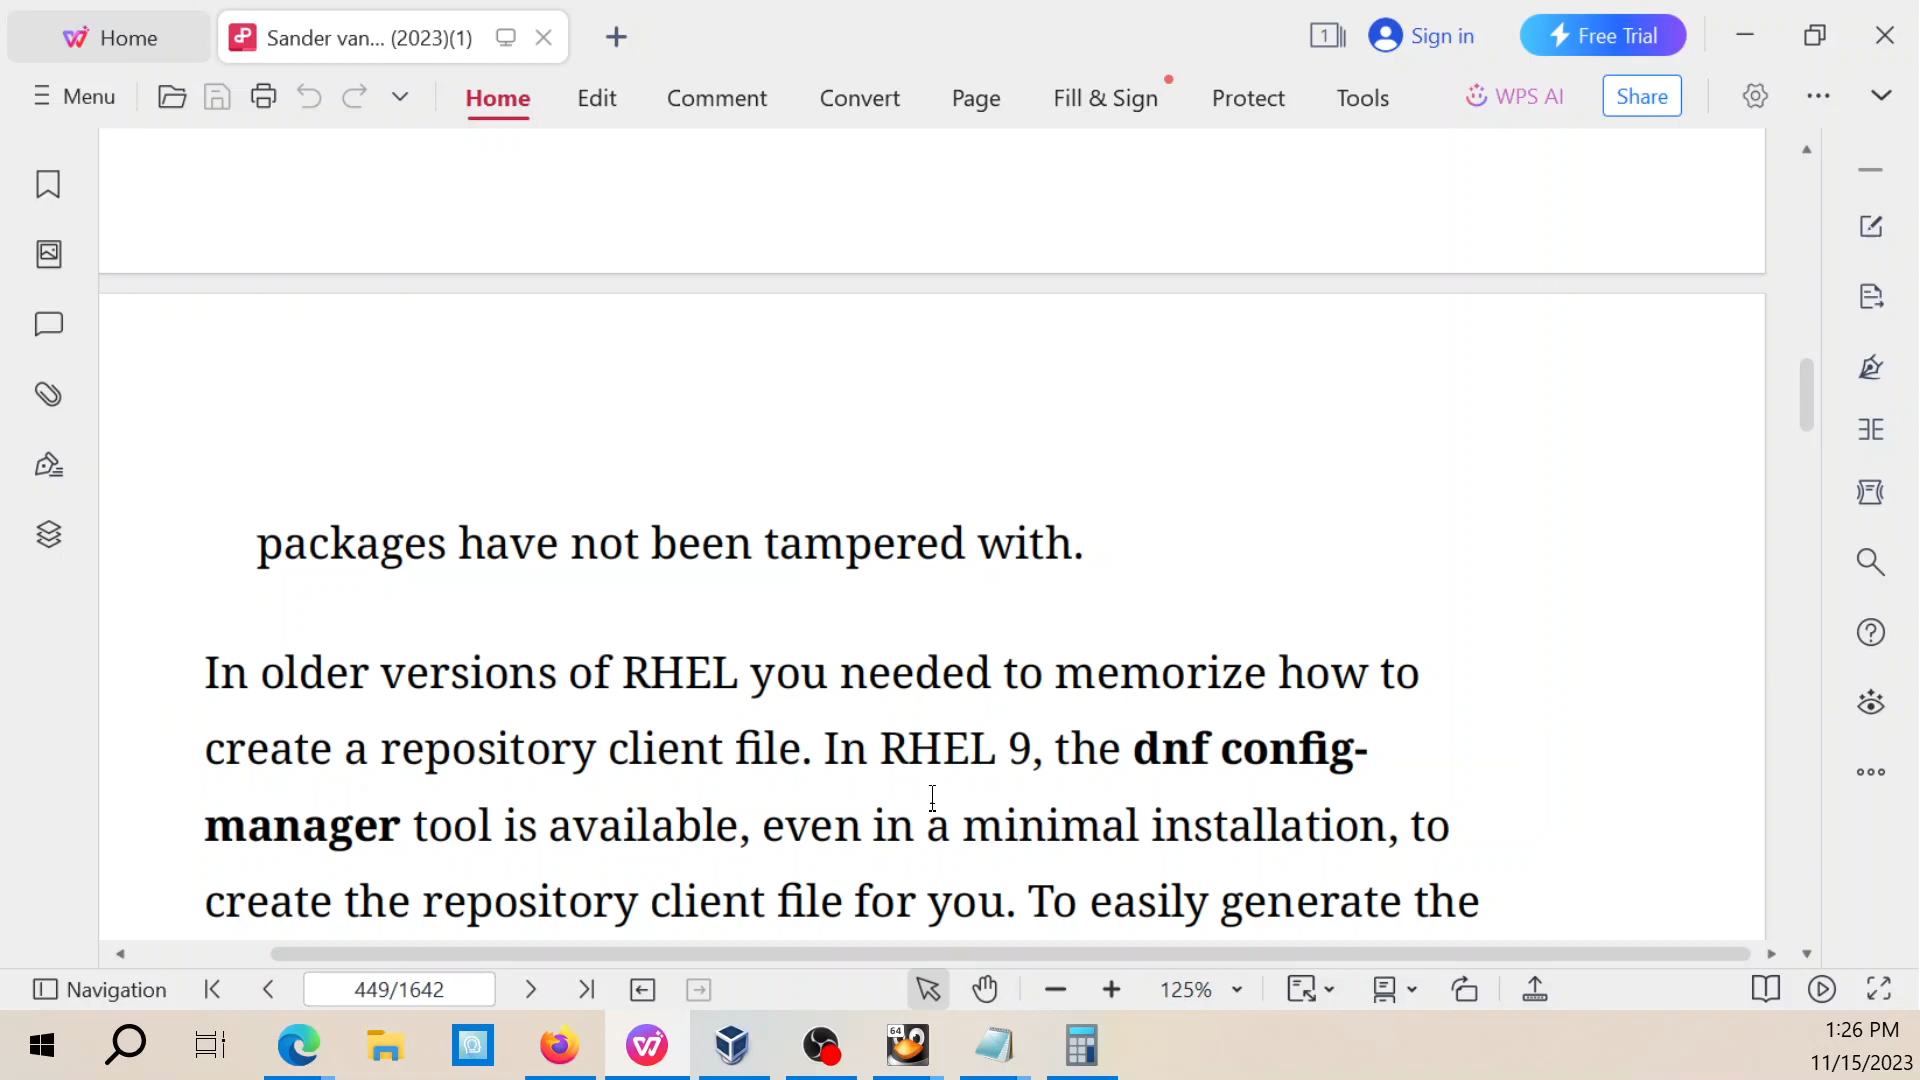 Home
Sander van... (2023)(1)
1
Sign in
Free Trial
Menu
Home
Edit
Comment
Convert
Page
Fill & Sign
Protect
Tools
WPS AI
Share
packages have not been tampered with.
In older versions of RHEL you needed to memorize how to
create a repository client file. In RHEL 9, the dnf config-
manager tool is available, even in a minimal installation, to
create the repository client file for you. To easily generate the
Navigation
449/1642
125%
64
1:26 PM
11/15/2023